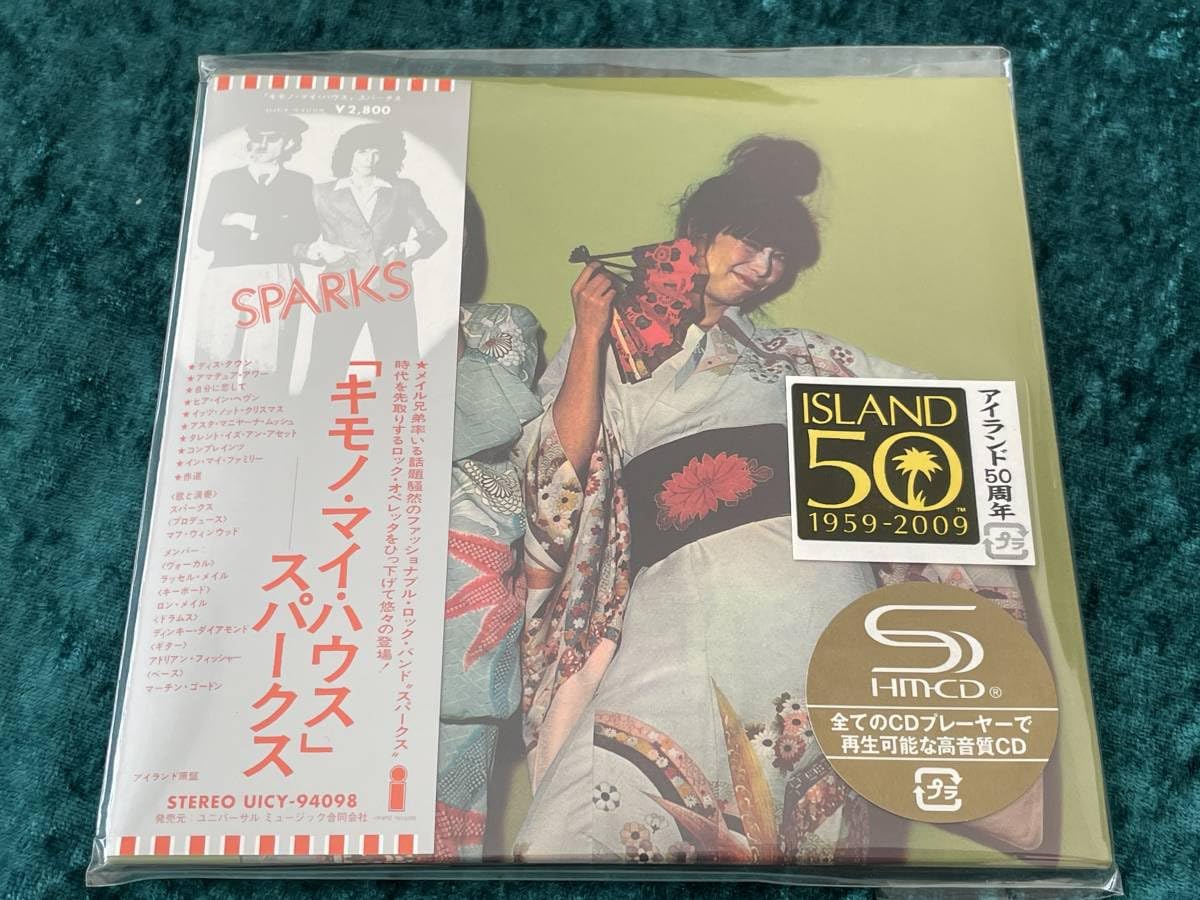 「キモノ・マイ・ハウス」スパークス
¥2,800
SPARKS
★メイル兄弟率いる話題騒然のファッショナブル・ロック・バンド“スパークス”
時代を先取りするロック・オペレッタをひっ下げて悠々の登場!
「キモノ・マイ・ハウス」
スパークス
★ディス・タウン
★アマチュア・アワー
★自分に恋して
★ヒア・イン・ヘヴン
★イッツ・ノット・クリスマス
★アスタ・マニヤーナ・ムッシュ
★タレント・イズ・アン・アセット
★コンプレインツ
★イン・マイ・ファミリー
★赤道
〈歌と演奏〉
スパークス
〈プロデュース〉
マフ・ウィンウッド
メンバー:
〈ヴォーカル〉
ラッセル・メイル
〈キーボード〉
ロン・メイル
〈ドラムス〉
ディンキー・ダイアモンド
〈ギター〉
アドリアン・フィッシャー
〈ベース〉
マーチン・ゴードン
アイランド原盤
STEREO UICY-94098
発売元:ユニバーサル ミュージック合同会社
i
ISLAND
50
TM
1959-2009
アイランド50周年
プラ
SHM-CD®
全てのCDプレーヤーで
再生可能な高音質CD
プラ